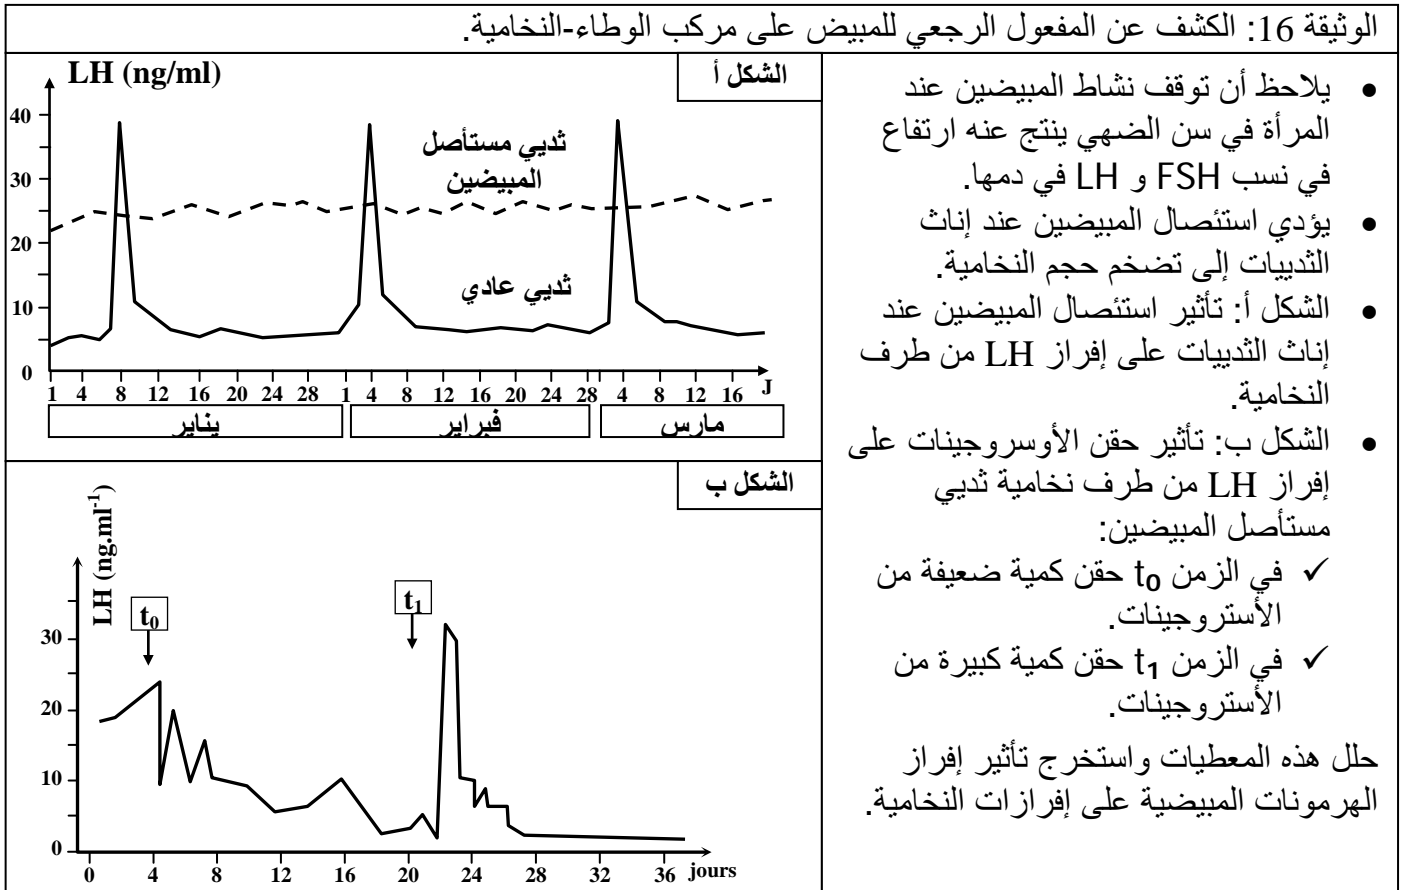 الوثيقة 16: الكشف عن المفعول الرجعي للمبيض على مركب الوطاء-النخامية.
• يلاحظ أن توقف نشاط المبيضين عند
المرأة في سن الضهي ينتج عنه ارتفاع
في نسب FSH و LH في دمها.
• يؤدي استئصال المبيضين عند إناث
الثدييات إلى تضخم حجم النخامية.
• الشكل أ: تأثير استئصال المبيضين عند
إناث الثدييات على إفراز LH من طرف
النخامية.
• الشكل ب: تأثير حقن الأوسروجينات على
إفراز LH من طرف نخامية ثديي
مستأصل المبيضين:
✓ في الزمن t0 حقن كمية ضعيفة من
الأستروجينات.
✓ في الزمن t1 حقن كمية كبيرة من
الأستروجينات.
حلل هذه المعطيات واستخرج تأثير إفراز
الهرمونات المبيضية على إفرازات النخامية.
الشكل أ
LH (ng/ml)
40
30
20
10
0
ثديي مستأصل
المبيضين
ثديي عادي
1 4 8 12 16 20 24 28 1 4 8 12 16 20 24 28 4 8 12 16 J
يناير
فبراير
مارس
الشكل ب
LH (ng.ml-1)
t0
t1
30
20
10
0
0 4 8 12 16 20 24 28 32 36 jours